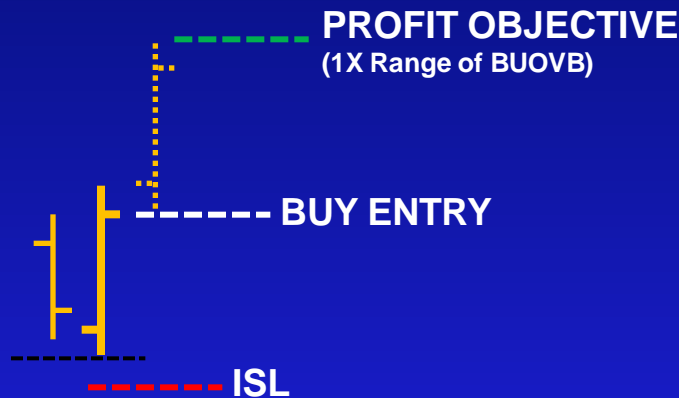 PROFIT OBJECTIVE
(1X Range of BUOVB)
BUY ENTRY
ISL